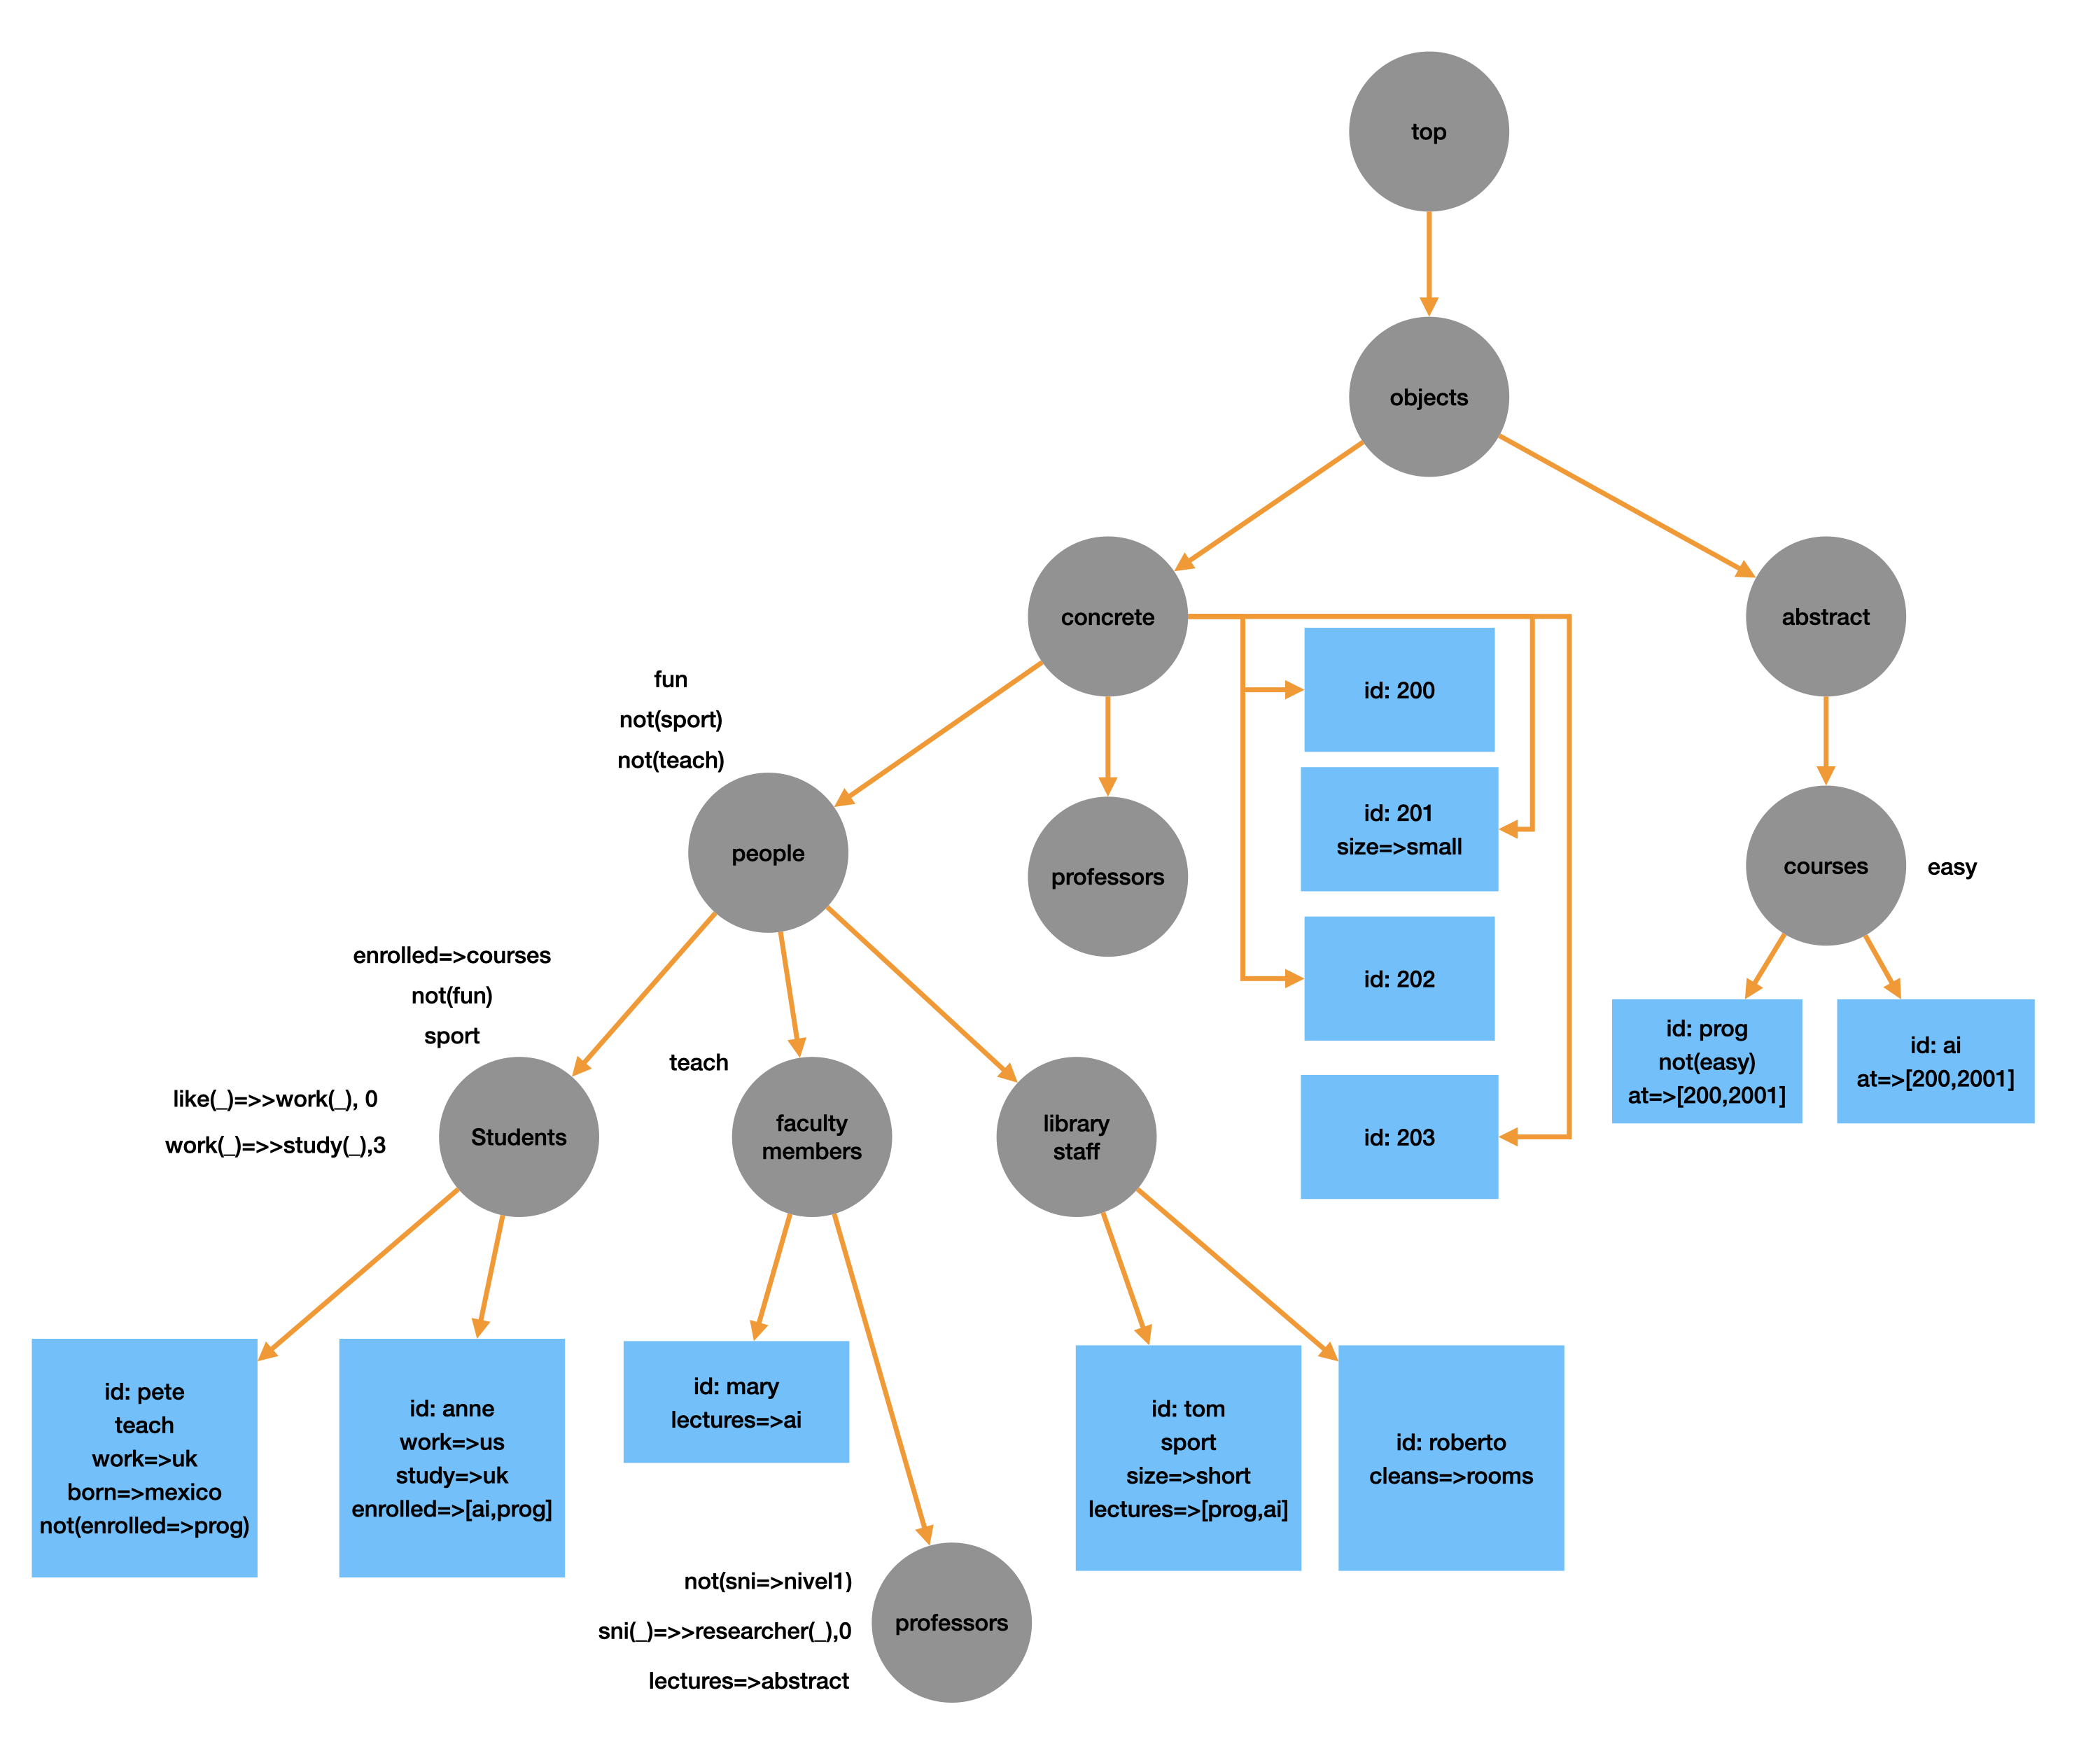 top
objects
concrete
abstract
fun
not(sport)
not(teach)
id: 200
id: 201
size=>small
people
professors
courses
easy
enrolled=>courses
not(fun)
sport
id: 202
id: prog
not(easy)
at=>[200,2001]
id: ai
at=>[200,2001]
teach
like(_)=>>work(_), 0
work(_)=>>study(_),3
Students
faculty
members
library
staff
id: 203
id: pete
teach
work=>uk
born=>mexico
not(enrolled=>prog)
id: anne
work=>us
study=>uk
enrolled=>[ai,prog]
id: mary
lectures=>ai
id: tom
sport
size=>short
lectures=>[prog,ai]
id: roberto
cleans=>rooms
not(sni=>nivel1)
sni(_)=>>researcher(_),0
lectures=>abstract
professors